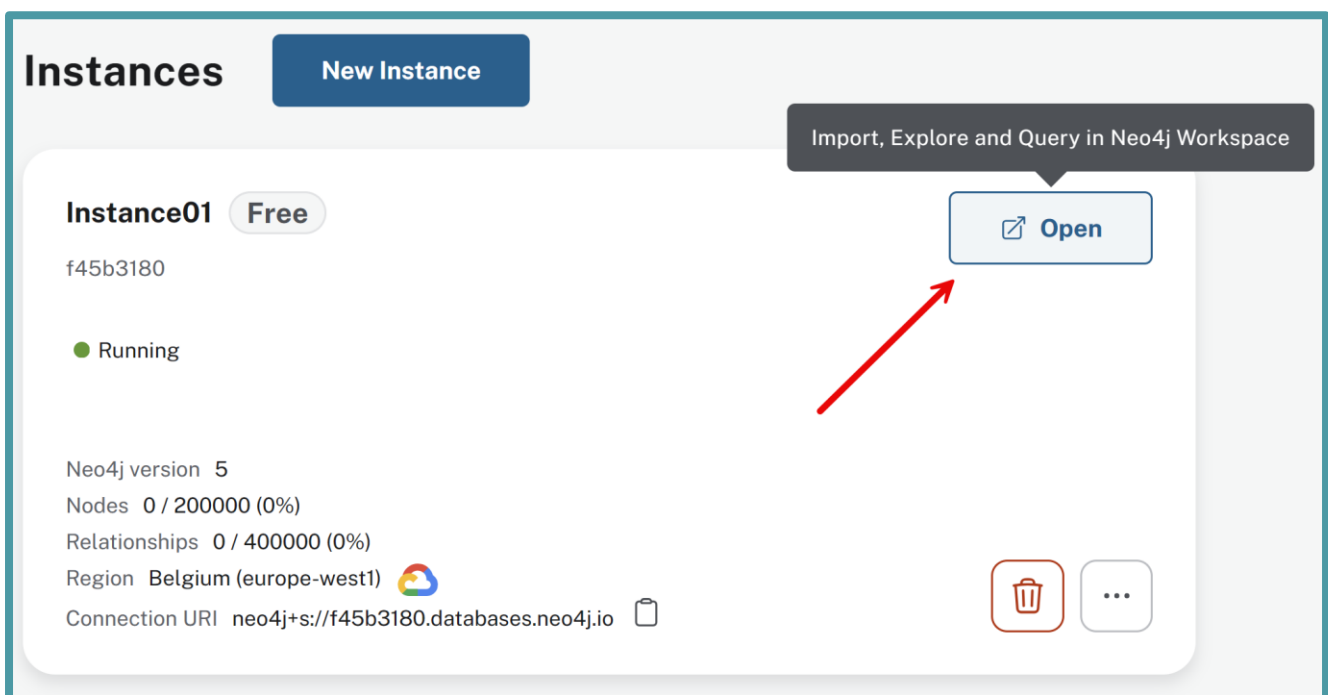 Instances
New Instance
Import, Explore and Query in Neo4j Workspace
Instance01 Free
Open
f45b3180
Running
Neo4j version 5
Nodes 0 / 200000 (0%)
Relationships 0 / 400000 (0%)
Region Belgium (europe-west1)
Connection URI neo4j+s://f45b3180.databases.neo4j.io